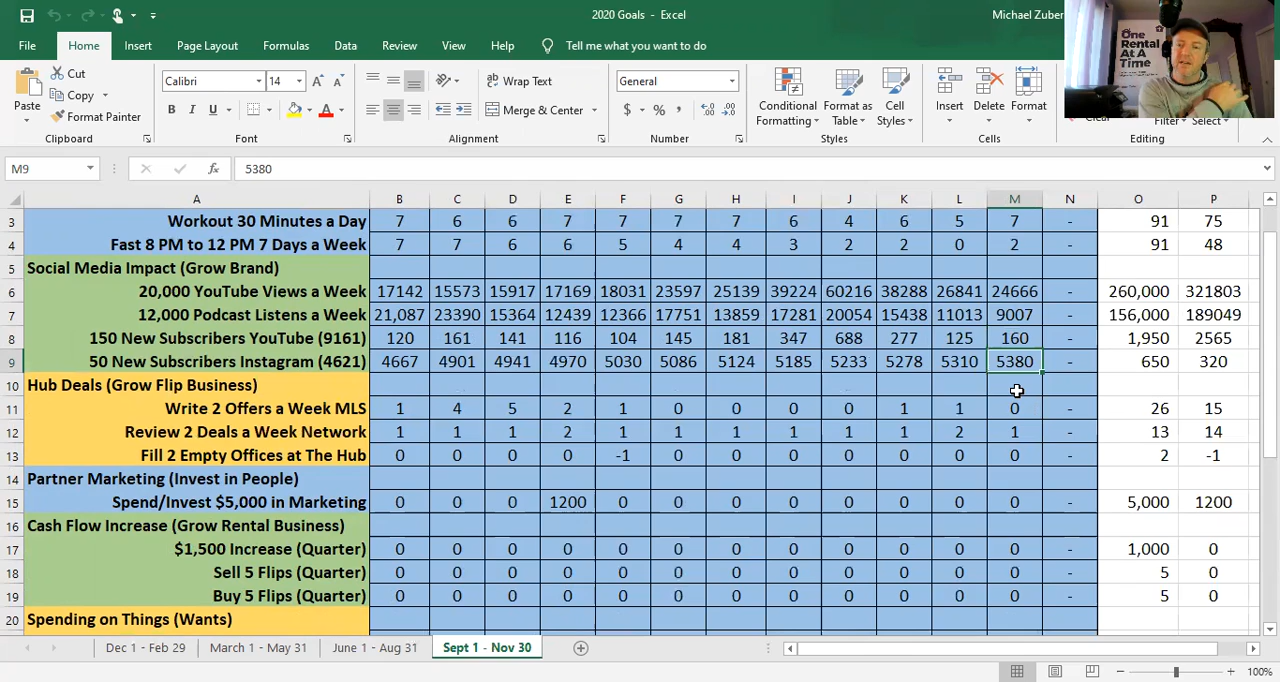 2020 Goals - Excel
Michael Zuber
File Home Insert Page Layout Formulas Data Review View Help Tell me what you want to do
One
Rental
At A
Time
Paste
Cut
Copy
Format Painter
Clipboard
Calibri 14
B I U
Font
Wrap Text
Merge & Center
Alignment
General
$ % ,
Number
Conditional Formatting
Format as Table
Cell Styles
Styles
Insert Delete Format
Cells
Clear
Filter Select
Editing
M9 fx 5380
A B C D E F G H I J K L M N O P
3 Workout 30 Minutes a Day 7 6 6 7 7 7 7 6 4 6 5 7 - 91 75
4 Fast 8 PM to 12 PM 7 Days a Week 7 7 6 6 5 4 4 3 2 2 0 2 - 91 48
5 Social Media Impact (Grow Brand)
6 20,000 YouTube Views a Week 17142 15573 15917 17169 18031 23597 25139 39224 60216 38288 26841 24666 - 260,000 321803
7 12,000 Podcast Listens a Week 21,087 23390 15364 12439 12366 17751 13859 17281 20054 15438 11013 9007 - 156,000 189049
8 150 New Subscribers YouTube (9161) 120 161 141 116 104 145 181 347 688 277 125 160 - 1,950 2565
9 50 New Subscribers Instagram (4621) 4667 4901 4941 4970 5030 5086 5124 5185 5233 5278 5310 5380 - 650 320
10 Hub Deals (Grow Flip Business)
11 Write 2 Offers a Week MLS 1 4 5 2 1 0 0 0 0 1 1 0 - 26 15
12 Review 2 Deals a Week Network 1 1 1 2 1 1 1 1 1 1 2 1 - 13 14
13 Fill 2 Empty Offices at The Hub 0 0 0 0 -1 0 0 0 0 0 0 0 - 2 -1
14 Partner Marketing (Invest in People)
15 Spend/Invest $5,000 in Marketing 0 0 0 1200 0 0 0 0 0 0 0 0 - 5,000 1200
16 Cash Flow Increase (Grow Rental Business)
17 $1,500 Increase (Quarter) 0 0 0 0 0 0 0 0 0 0 0 0 - 1,000 0
18 Sell 5 Flips (Quarter) 0 0 0 0 0 0 0 0 0 0 0 0 - 5 0
19 Buy 5 Flips (Quarter) 0 0 0 0 0 0 0 0 0 0 0 0 - 5 0
20 Spending on Things (Wants)
Dec 1 - Feb 29 March 1 - May 31 June 1 - Aug 31 Sept 1 - Nov 30
100%